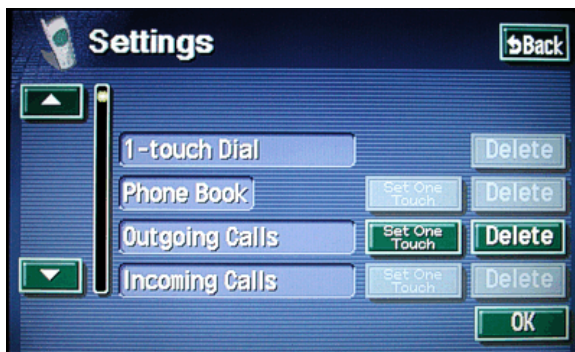 Settings
Back
1-touch Dial
Delete
Phone Book
Set One
Touch
Delete
Outgoing Calls
Set One
Touch
Delete
Incoming Calls
Set One
Touch
Delete
OK